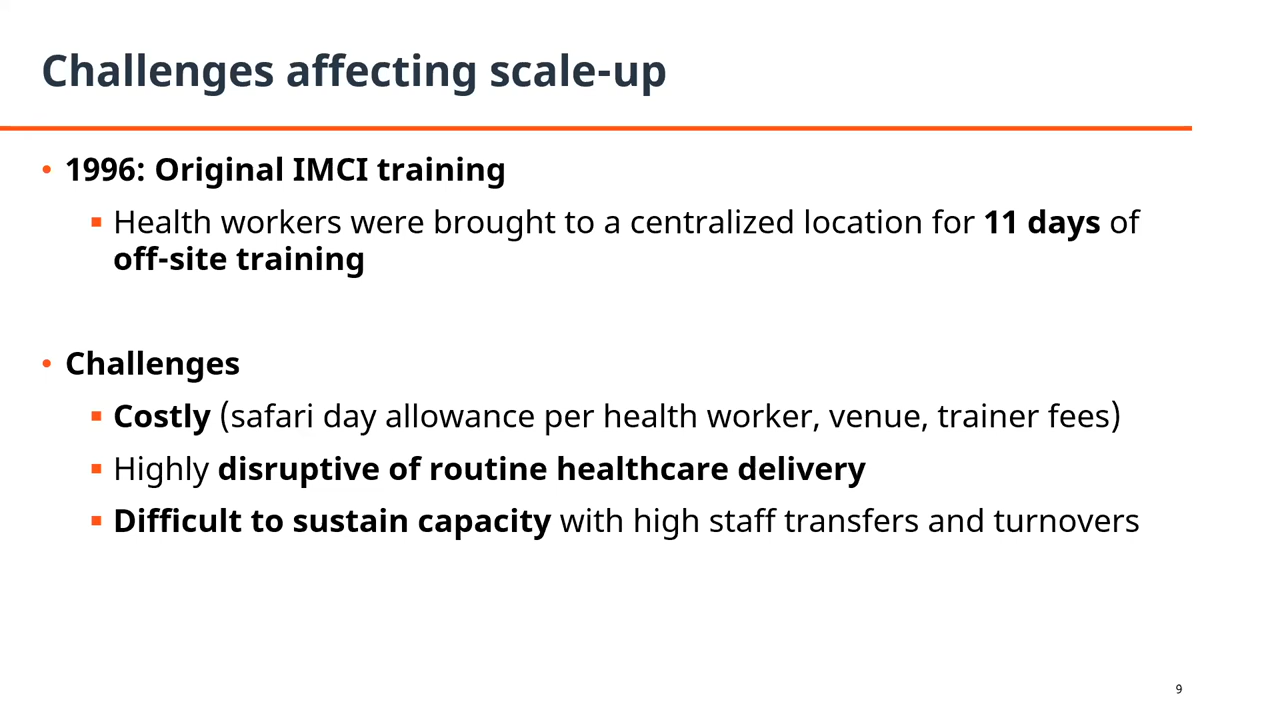 Challenges affecting scale-up
• 1996: Original IMCI training
▪ Health workers were brought to a centralized location for 11 days of
off-site training
• Challenges
▪ Costly (safari day allowance per health worker, venue, trainer fees)
▪ Highly disruptive of routine healthcare delivery
▪ Difficult to sustain capacity with high staff transfers and turnovers
9